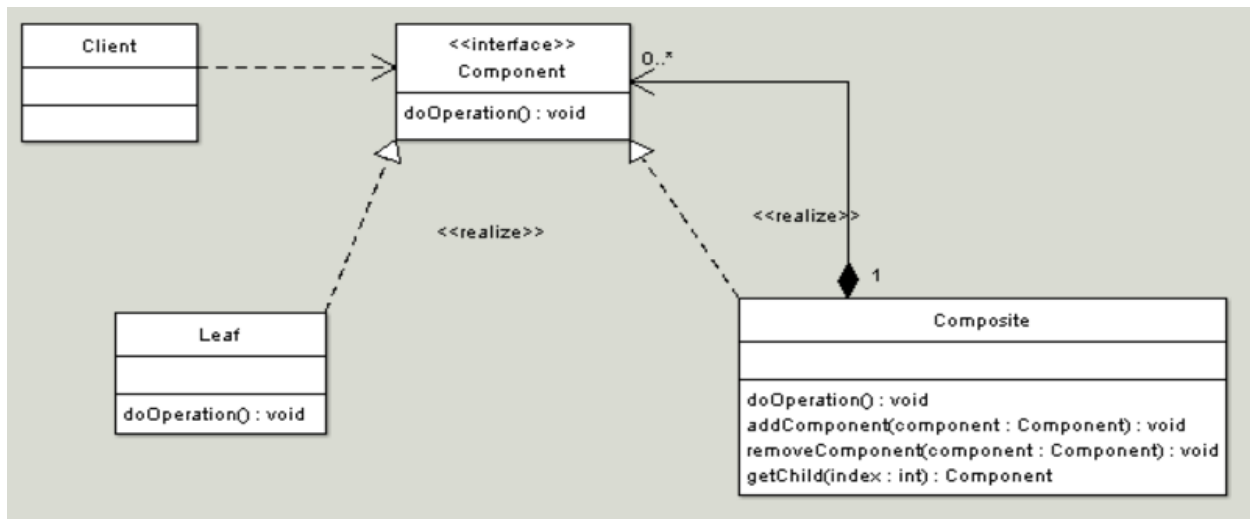 Client
<<interface>>
Component
doOperation() : void
0..*
<<realize>>
<<realize>>
1
Leaf
doOperation() : void
Composite
doOperation() : void
addComponent(component : Component) : void
removeComponent(component : Component) : void
getChild(index : int) : Component